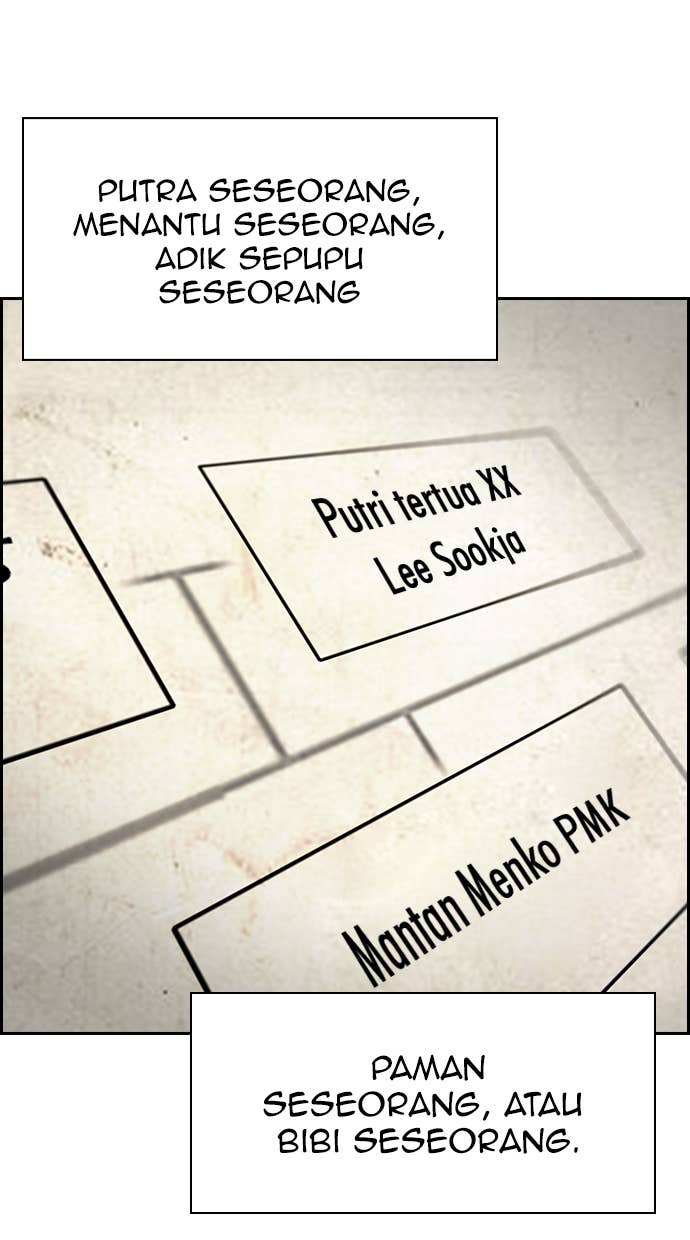 PUTRA SESEORANG,
MENANTU SESEORANG,
ADIK SEPUPU
SESEORANG
Putri tertua XX
Lee Sookja
Mantan Menko PMK
PAMAN
SESEORANG, ATAU
BIBI SESEORANG.